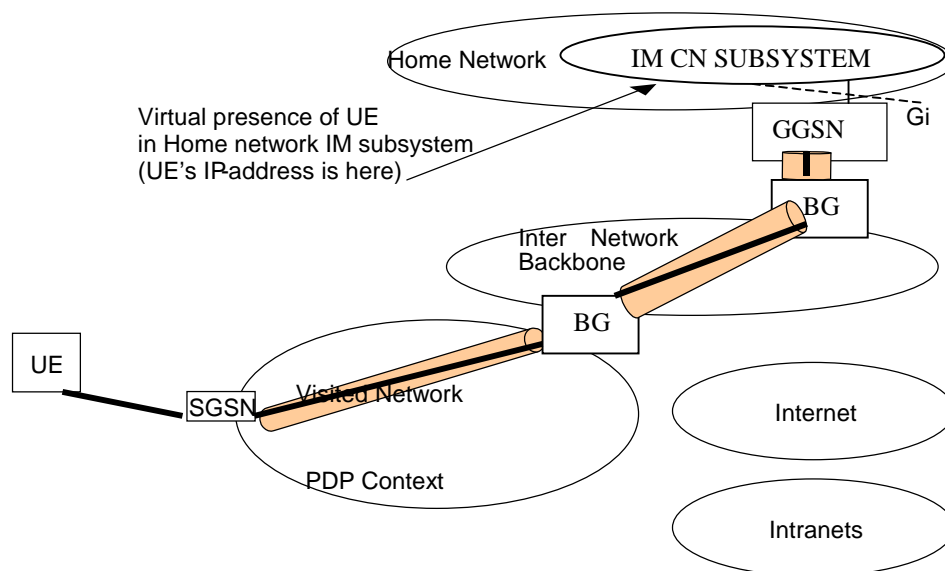 Home Network
IM CN SUBSYSTEM
Virtual presence of UE
in Home network IM subsystem
(UE's IP-address is here)
Gi
GGSN
BG
Inter Network
Backbone
BG
UE
SGSN
Visited Network
Internet
PDP Context
Intranets